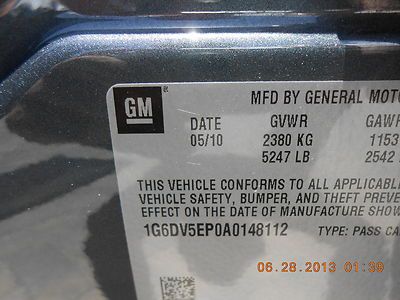 GM ®
MFD BY GENERAL MOTO
DATE GVWR GAWR
05/10 2380 KG 1153
5247 LB 2542
THIS VEHICLE CONFORMS TO ALL APPLICABLE
VEHICLE SAFETY, BUMPER, AND THEFT PREVE
EFFECT ON THE DATE OF MANUFACTURE SHOW
1G6DV5EP0A0148112 TYPE: PASS CA
06.28.2013 01:39